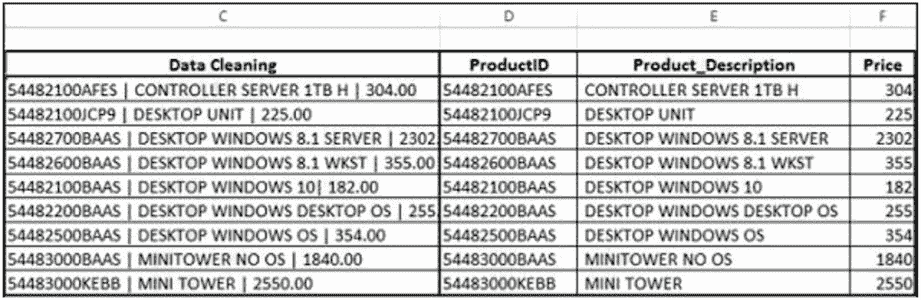 C D E F
Data Cleaning ProductID Product_Description Price
54482100AFES | CONTROLLER SERVER 1TB H | 304.00 54482100AFES CONTROLLER SERVER 1TB H 304
54482100JCP9 | DESKTOP UNIT | 225.00 54482100JCP9 DESKTOP UNIT 225
54482700BAAS | DESKTOP WINDOWS 8.1 SERVER | 2302. 54482700BAAS DESKTOP WINDOWS 8.1 SERVER 2302
54482600BAAS | DESKTOP WINDOWS 8.1 WKST | 355.00 54482600BAAS DESKTOP WINDOWS 8.1 WKST 355
54482100BAAS | DESKTOP WINDOWS 10| 182.00 54482100BAAS DESKTOP WINDOWS 10 182
54482200BAAS | DESKTOP WINDOWS DESKTOP OS | 255. 54482200BAAS DESKTOP WINDOWS DESKTOP OS 255
54482500BAAS | DESKTOP WINDOWS OS | 354.00 54482500BAAS DESKTOP WINDOWS OS 354
54483000BAAS | MINITOWER NO OS | 1840.00 54483000BAAS MINITOWER NO OS 1840
54483000KEBB | MINI TOWER | 2550.00 54483000KEBB MINI TOWER 2550